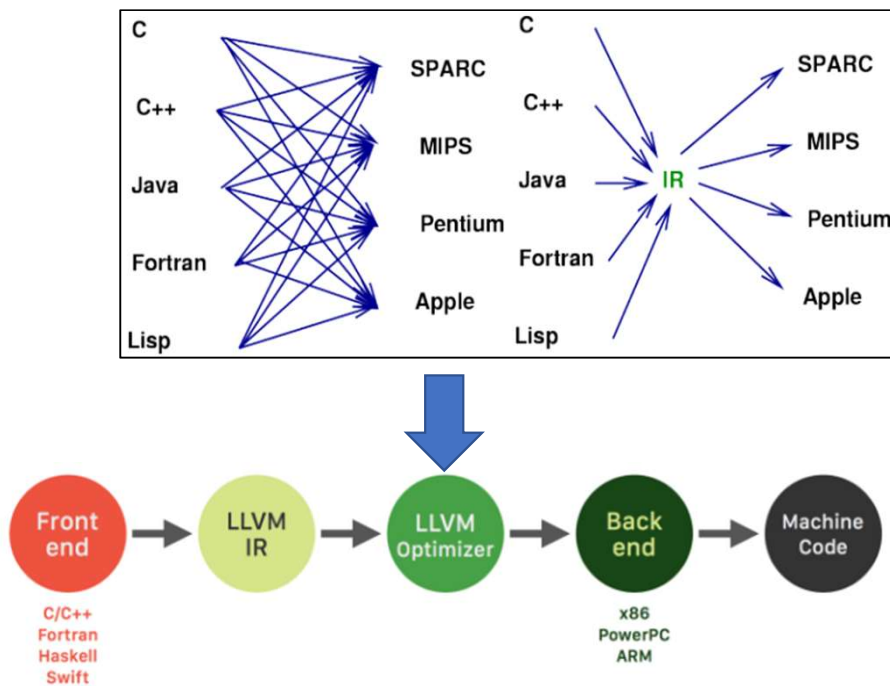 C
C++
Java
Fortran
Lisp
SPARC
MIPS
Pentium
Apple
C
C++
Java
Fortran
Lisp
IR
SPARC
MIPS
Pentium
Apple
Front
end
C/C++
Fortran
Haskell
Swift
LLVM
IR
LLVM
Optimizer
Back
end
x86
PowerPC
ARM
Machine
Code